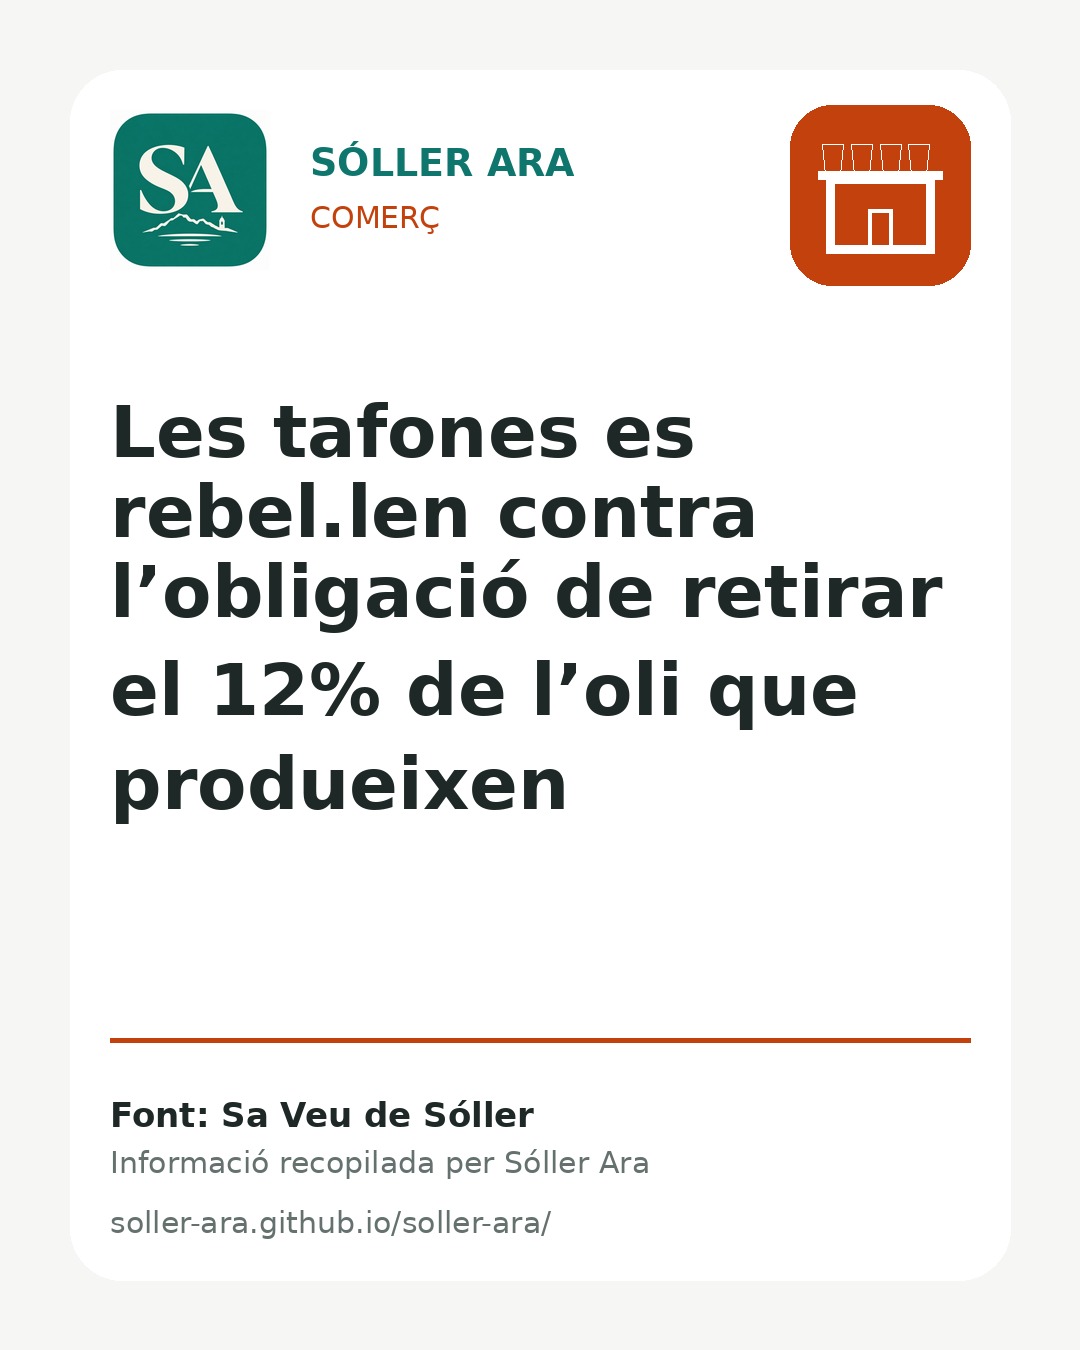 SA
SÓLLER ARA
COMERÇ
Les tafones es
rebel.len contra
l’obligació de retirar
el 12% de l’oli que
produeixen
Font: Sa Veu de Sóller
Informació recopilada per Sóller Ara
soller-ara.github.io/soller-ara/